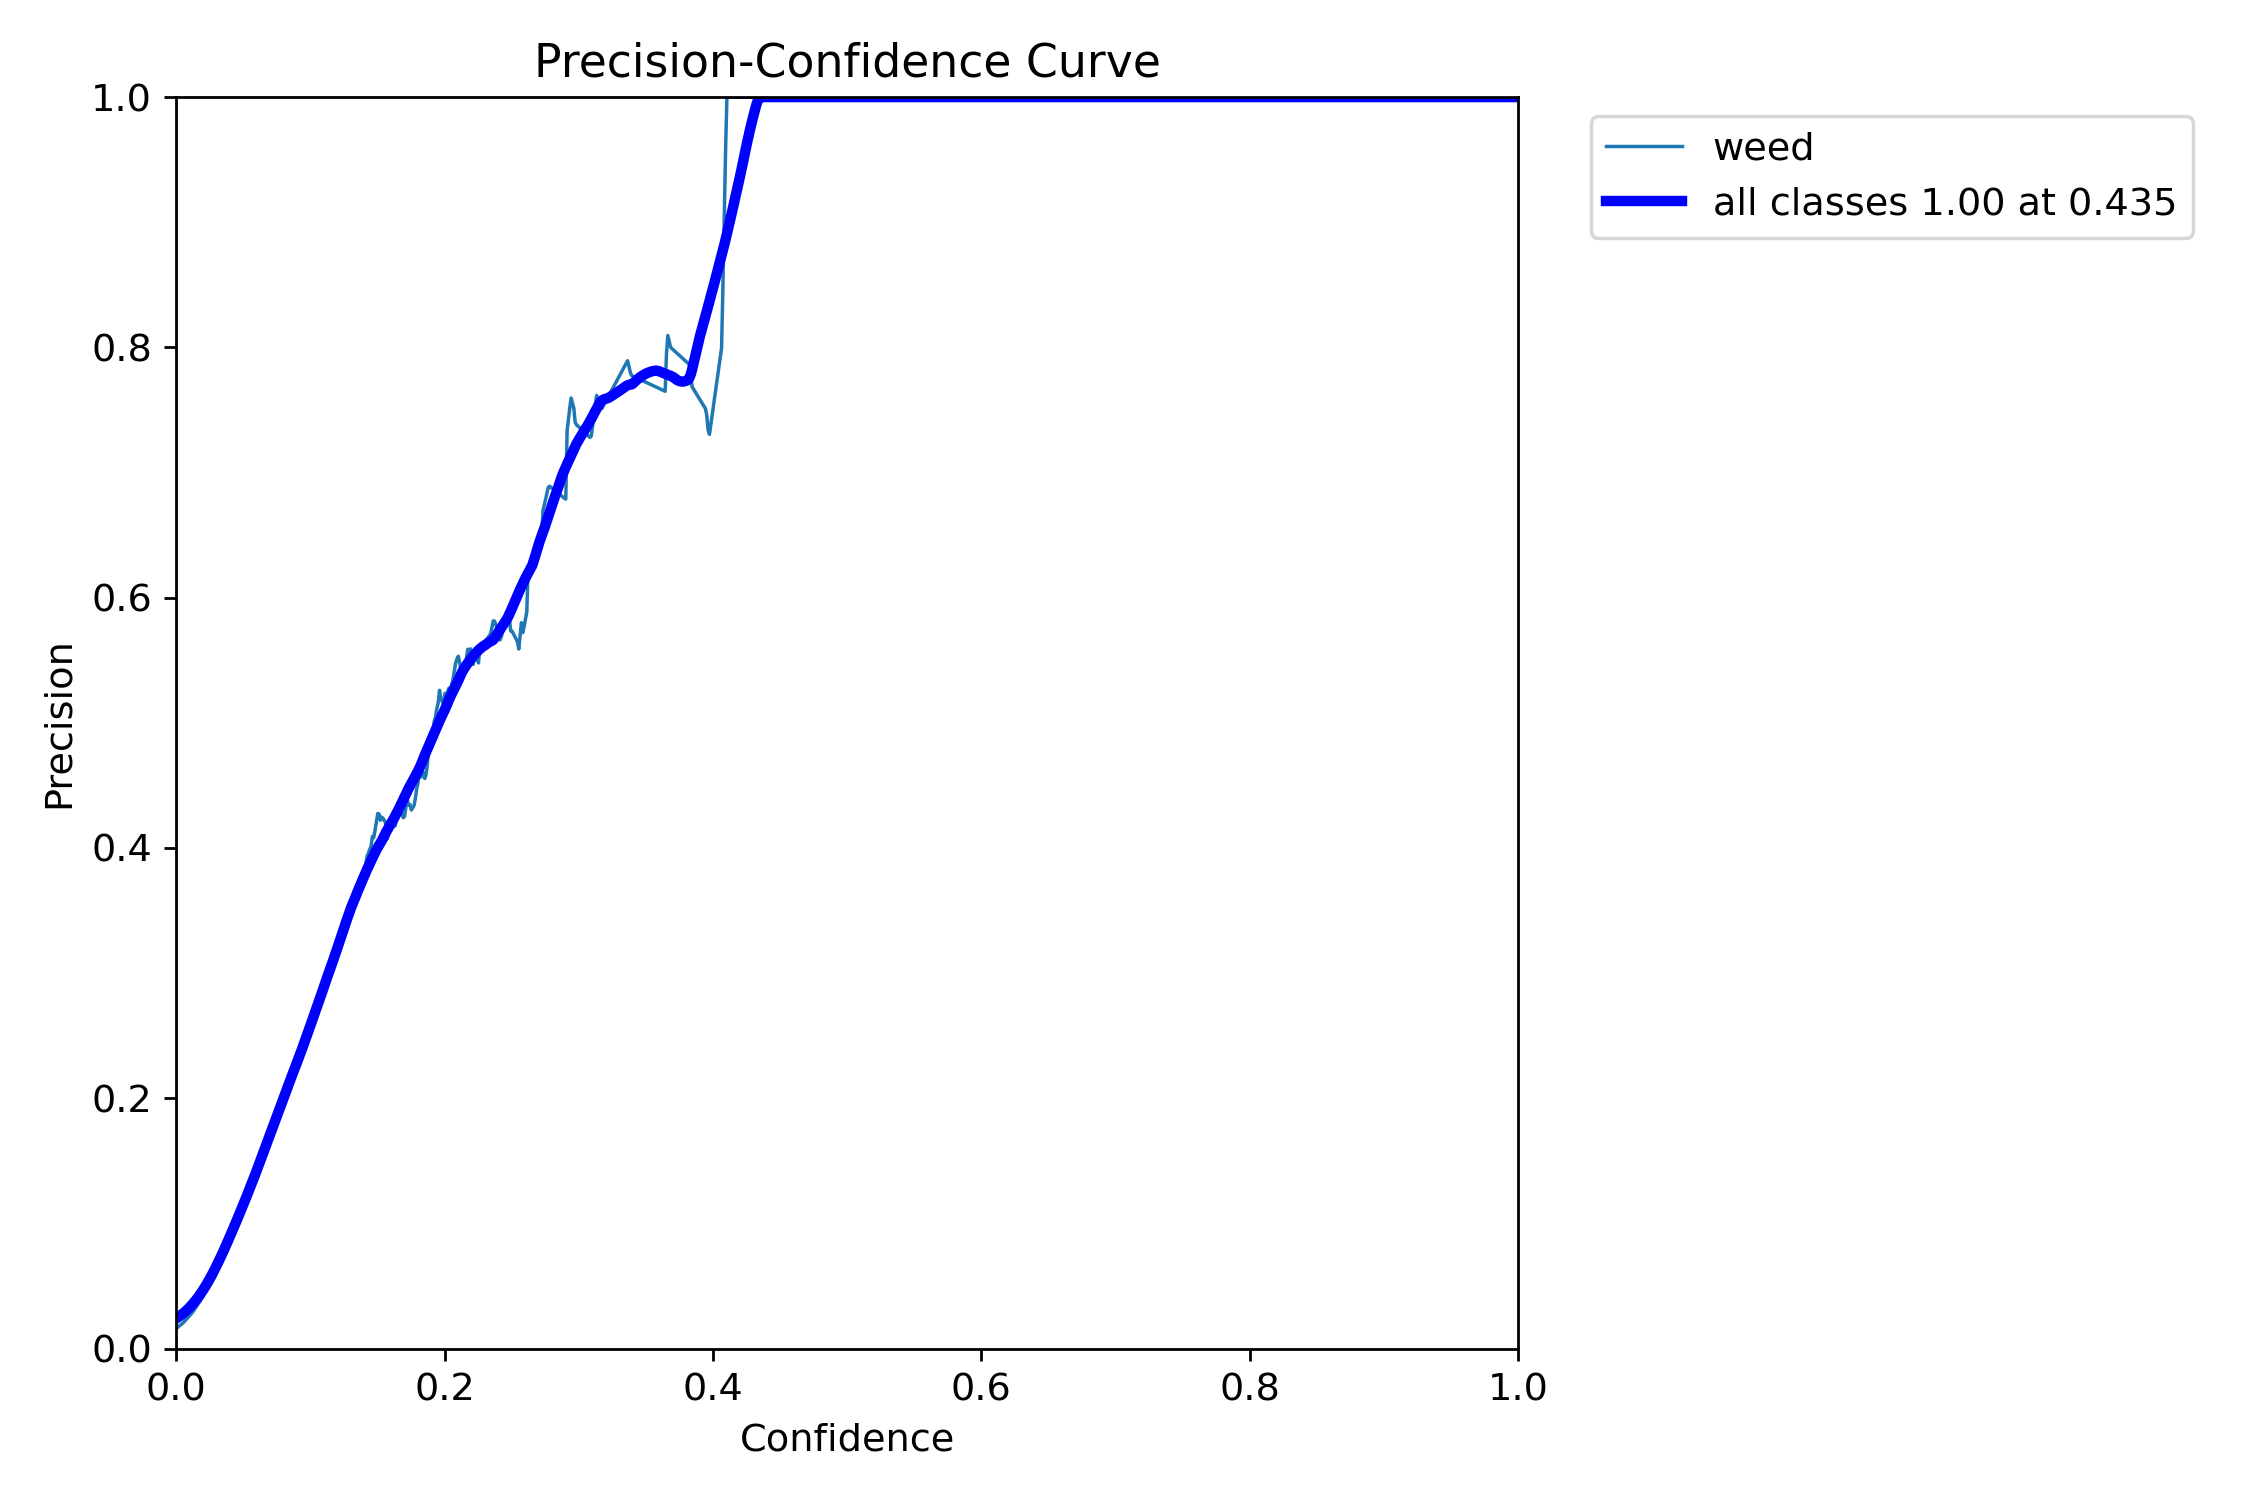 Precision-Confidence Curve
1.0
0.8
0.6
0.4
0.2
0.0
Precision
0.0 0.2 0.4 0.6 0.8 1.0
Confidence
weed
all classes 1.00 at 0.435